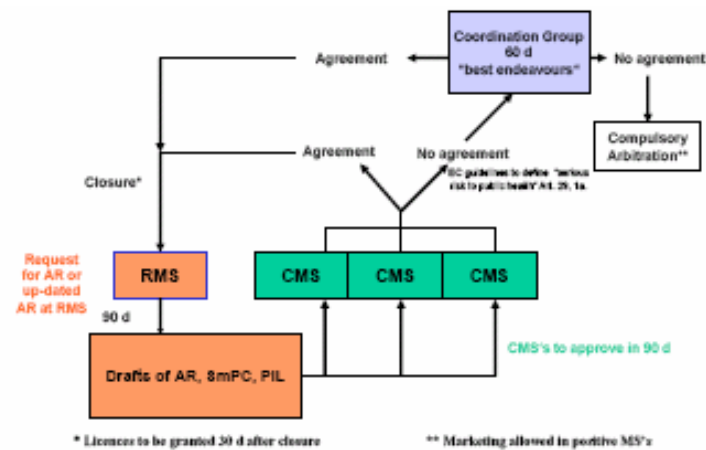 Coordination Group
60 d
"best endeavours"
Agreement
No agreement
Compulsory
Arbitration**
Agreement
No agreement
EC guidelines to define "serious
risk to public health" Art. 29, 1a.
Closure*
Request
for AR or
up-dated
AR at RMS
RMS
CMS
CMS
CMS
90 d
Drafts of AR, SmPC, PIL
CMS's to approve in 90 d
* Licences to be granted 30 d after closure
** Marketing allowed in positive MS's